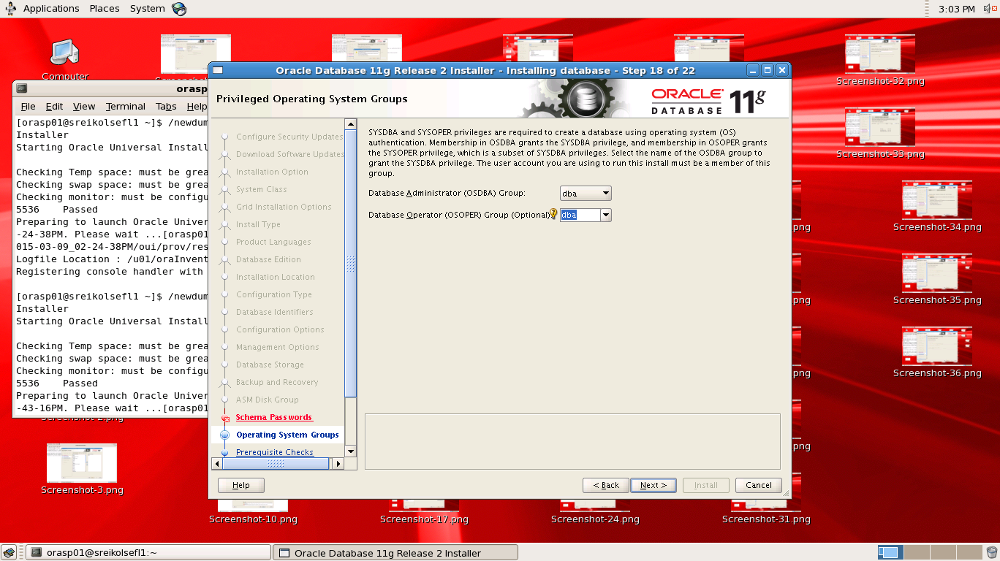 Applications Places System
3:03 PM
Computer
Screenshot-32.png
Screenshot-33.png
Screenshot-34.png
Screenshot-35.png
Screenshot-36.png
Screenshot-3.png
Screenshot-10.png
Screenshot-17.png
Screenshot-24.png
Screenshot-31.png
orasp
File Edit View Terminal Tabs Help
[orasp01@sreikolsefl1 ~]$ /newdum
Installer
Starting Oracle Universal Install
Checking Temp space: must be grea
Checking swap space: must be grea
Checking monitor: must be configu
5536 Passed
Preparing to launch Oracle Univer
-24-38PM. Please wait ...[orasp01
015-03-09_02-24-38PM/oui/prov/res
Logfile Location : /u01/oraInvent
Registering console handler with
[orasp01@sreikolsefl1 ~]$ /newdum
Installer
Starting Oracle Universal Install
Checking Temp space: must be grea
Checking swap space: must be grea
Checking monitor: must be configu
5536 Passed
Preparing to launch Oracle Univer
-43-16PM. Please wait ...[orasp01
Oracle Database 11g Release 2 Installer - Installing database - Step 18 of 22
Privileged Operating System Groups
ORACLE 11g
DATABASE
Configure Security Updates
Download Software Updates
Installation Option
System Class
Grid Installation Options
Install Type
Product Languages
Database Edition
Installation Location
Configuration Type
Database Identifiers
Configuration Options
Management Options
Database Storage
Backup and Recovery
ASM Disk Group
Schema Passwords
Operating System Groups
Prerequisite Checks
SYSDBA and SYSOPER privileges are required to create a database using operating system (OS)
authentication. Membership in OSDBA grants the SYSDBA privilege, and membership in OSOPER grants
the SYSOPER privilege, which is a subset of SYSDBA privileges. Select the name of the OSDBA group to
grant the SYSDBA privilege. The user account you are using to run this install must be a member of this
group.
Database Administrator (OSDBA) Group: dba
Database Operator (OSOPER) Group (Optional) dba
Help
< Back
Next >
Install
Cancel
orasp01@sreikolsefl1:~
Oracle Database 11g Release 2 Installer